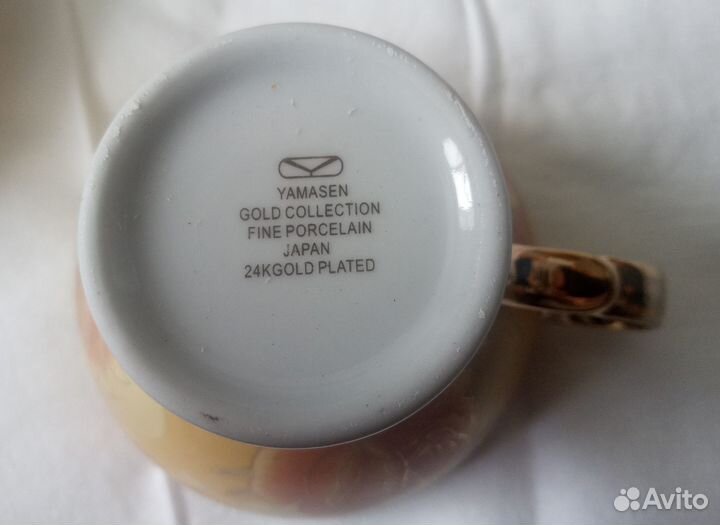 YAMASEN
GOLD COLLECTION
FINE PORCELAIN
JAPAN
24KGOLD PLATED
Avito